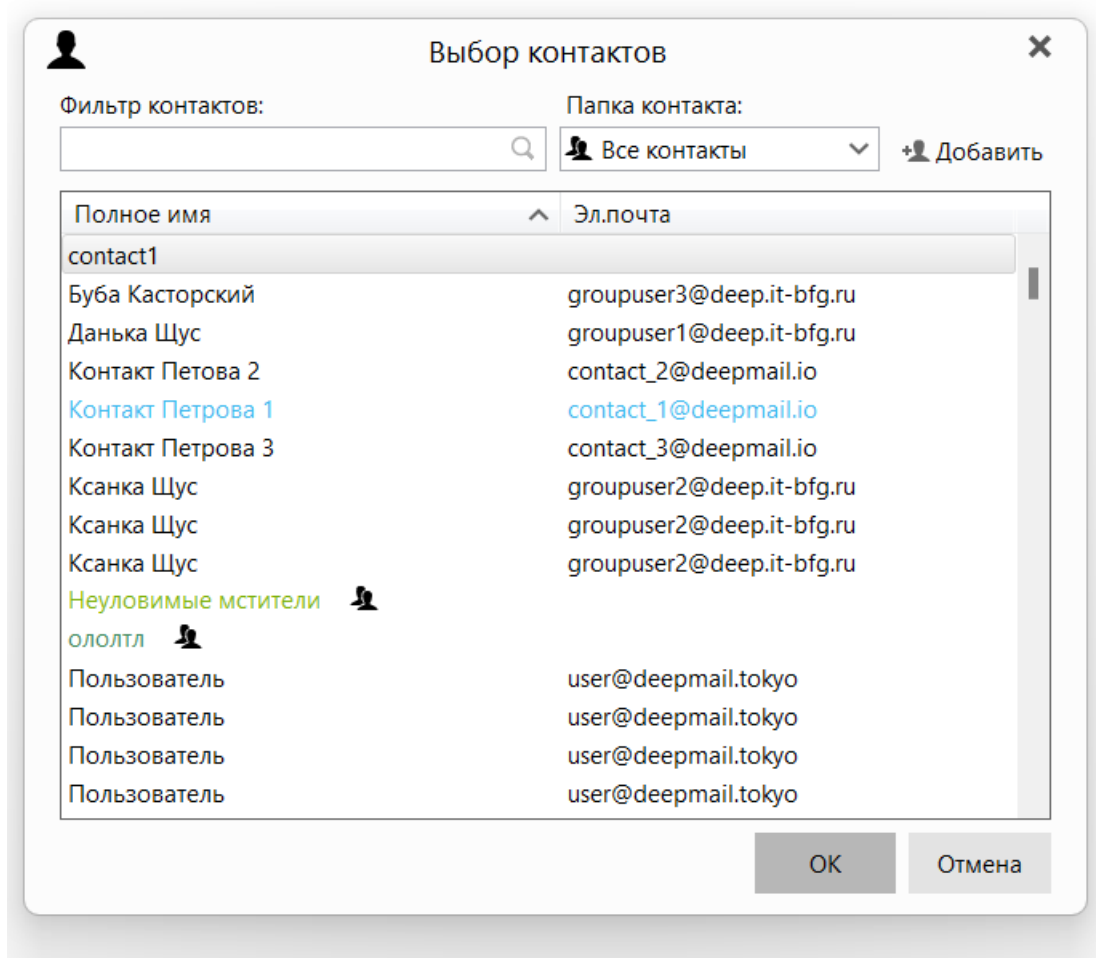 Выбор контактов
Фильтр контактов: Папка контакта:
Все контакты Добавить
Полное имя Эл.почта
contact1
Буба Касторский groupuser3@deep.it-bfg.ru
Данька Щус groupuser1@deep.it-bfg.ru
Контакт Петова 2 contact_2@deepmail.io
Контакт Петрова 1 contact_1@deepmail.io
Контакт Петрова 3 contact_3@deepmail.io
Ксанка Щус groupuser2@deep.it-bfg.ru
Ксанка Щус groupuser2@deep.it-bfg.ru
Ксанка Щус groupuser2@deep.it-bfg.ru
Неуловимые мстители
ололтл
Пользователь user@deepmail.tokyo
Пользователь user@deepmail.tokyo
Пользователь user@deepmail.tokyo
Пользователь user@deepmail.tokyo
ОК Отмена